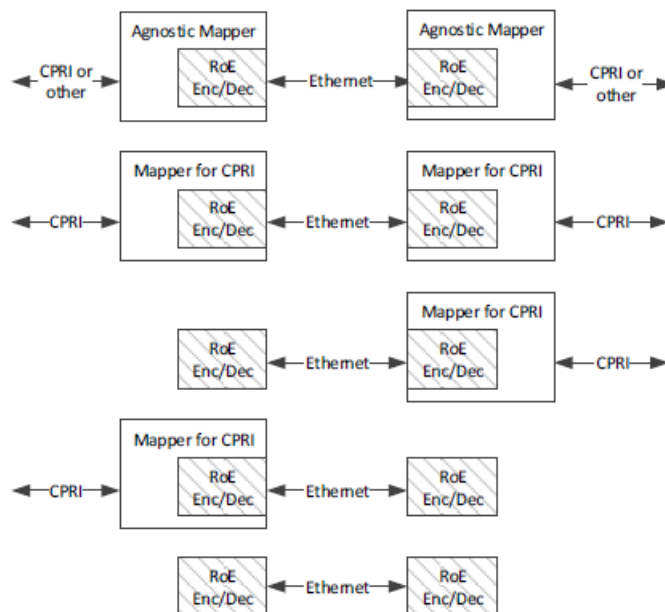 Agnostic Mapper
Agnostic Mapper
CPRI or
other
RoE
Enc/Dec
Ethernet
RoE
Enc/Dec
CPRI or
other
Mapper for CPRI
Mapper for CPRI
CPRI
RoE
Enc/Dec
Ethernet
RoE
Enc/Dec
CPRI
Mapper for CPRI
RoE
Enc/Dec
Ethernet
RoE
Enc/Dec
CPRI
Mapper for CPRI
CPRI
RoE
Enc/Dec
Ethernet
RoE
Enc/Dec
RoE
Enc/Dec
Ethernet
RoE
Enc/Dec